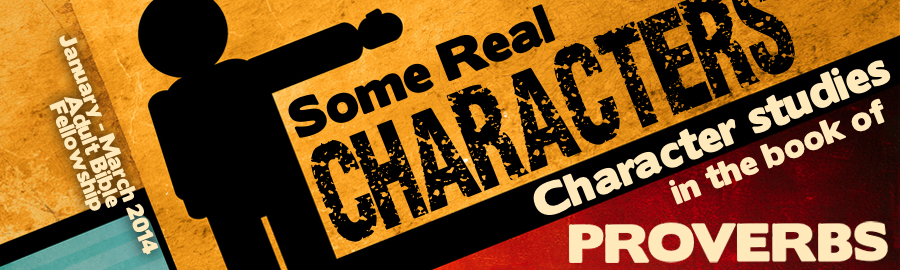 January - March 2014
Adult Bible
Fellowship
Some Real
CHARACTERS
Character studies
in the book of
PROVERBS